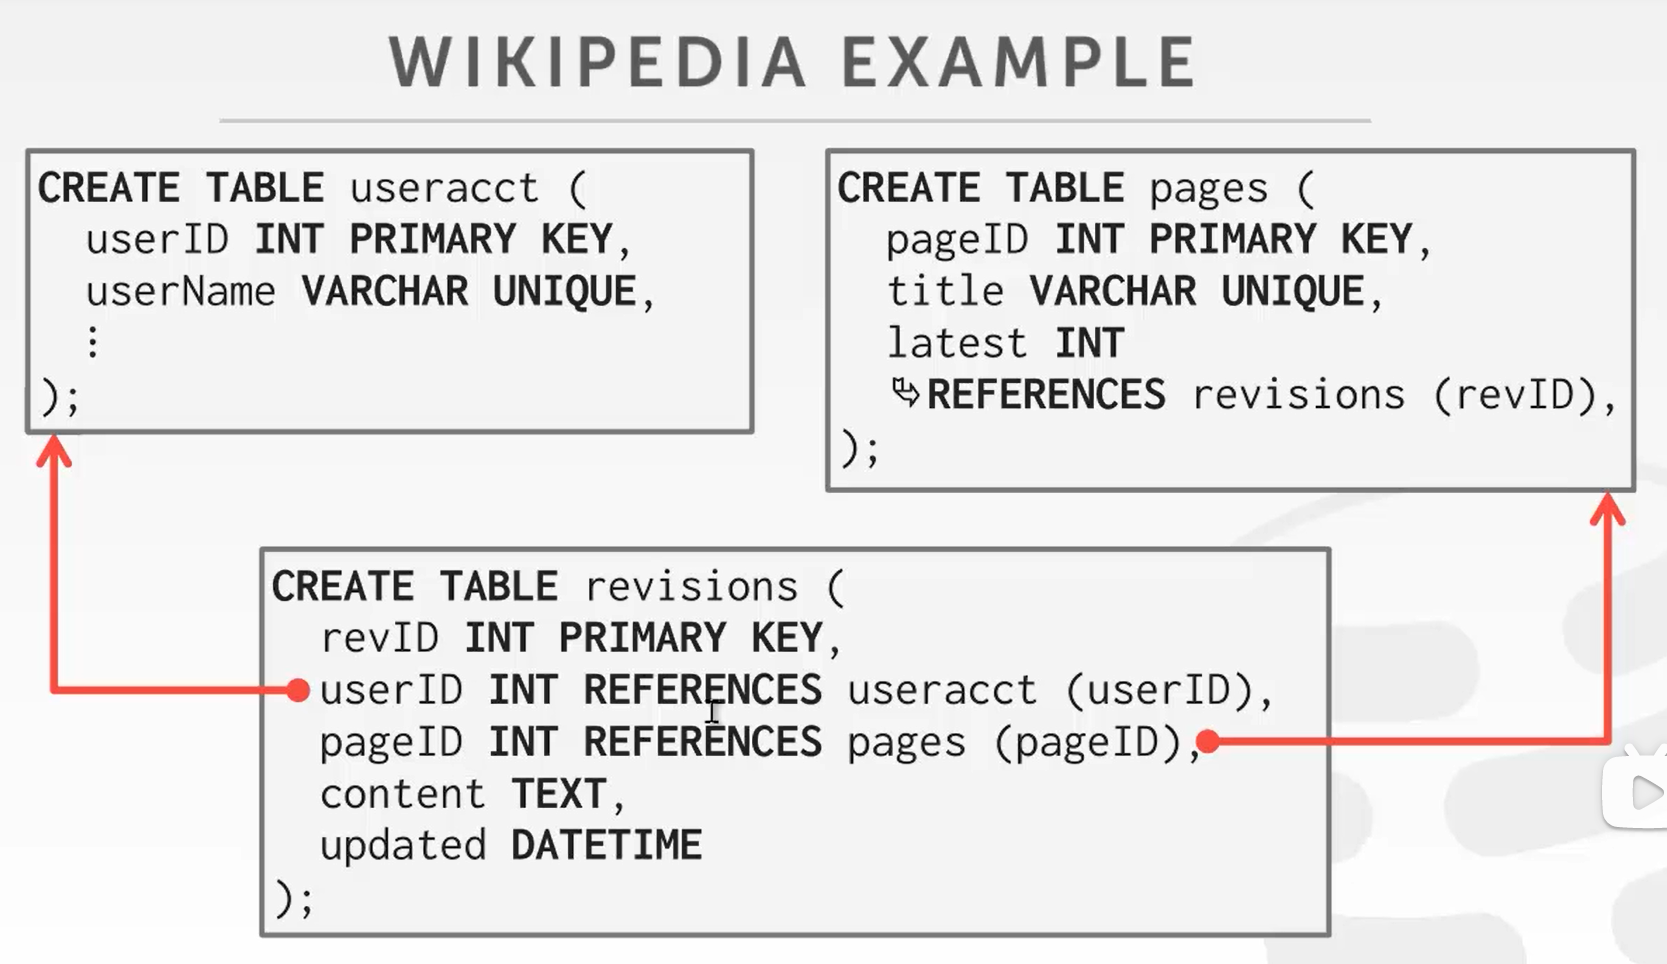 WIKIPEDIA EXAMPLE
CREATE TABLE useracct (
userID INT PRIMARY KEY,
userName VARCHAR UNIQUE,
⋮
);
CREATE TABLE pages (
pageID INT PRIMARY KEY,
title VARCHAR UNIQUE,
latest INT
↳REFERENCES revisions (revID),
);
CREATE TABLE revisions (
revID INT PRIMARY KEY,
userID INT REFERENCES useracct (userID),
pageID INT REFERENCES pages (pageID),
content TEXT,
updated DATETIME
);